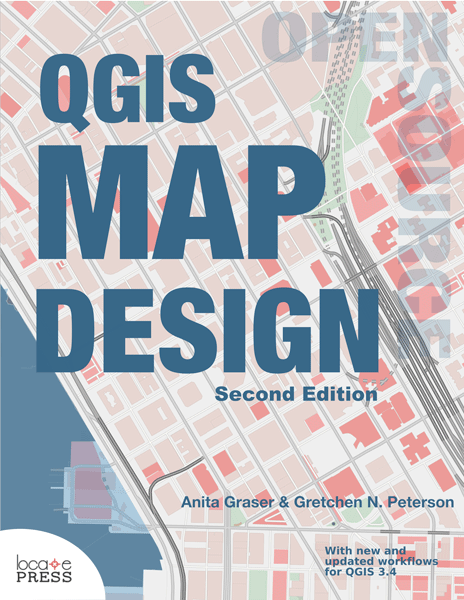 OPEN
SOURCE
QGIS
MAP
DESIGN
Second Edition
Anita Graser & Gretchen N. Peterson
With new and
updated workflows
for QGIS 3.4
locate
PRESS